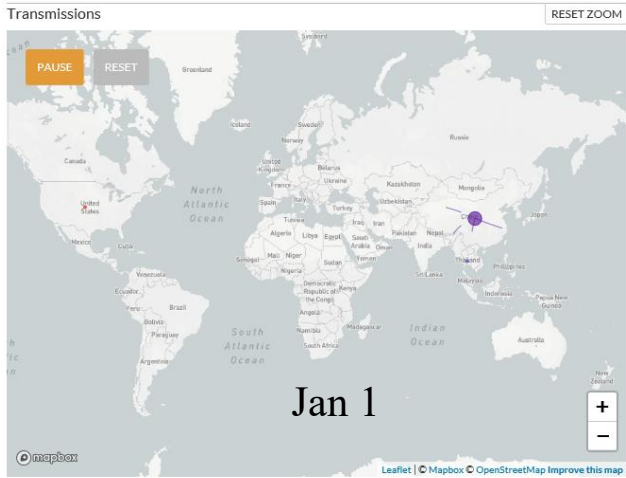 Transmissions
RESET ZOOM
PAUSE
RESET
Svalbard
Greenland
Iceland
Sweden
Norway
Russia
Canada
United Kingdom
Belarus
Ukraine
France
Kazakhstan
Mongolia
North Atlantic Ocean
Spain
Italy
Turkey
Uzbekistan
United States
Tunisia
Iraq
Iran
Japan
Algeria
Libya
Egypt
Saudi Arabia
Pakistan
Nepal
Mexico
Cuba
Oman
India
Senegal
Mali
Niger
Sudan
Yemen
Thailand
Philippines
Venezuela
Nigeria
Sri Lanka
Malaysia
Ecuador
Democratic Republic of the Congo
Kenya
Indonesia
Papua New Guinea
Peru
Brazil
Bolivia
Angola
Paraguay
Namibia
Madagascar
South Atlantic Ocean
Indian Ocean
South Africa
Australia
Argentina
New Zealand
Jan 1
+
−
mapbox
Leaflet | © Mapbox © OpenStreetMap Improve this map